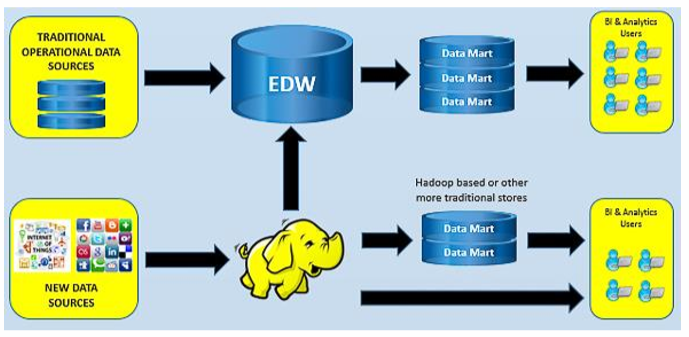 TRADITIONAL
OPERATIONAL DATA
SOURCES
EDW
Data Mart
Data Mart
Data Mart
BI & Analytics
Users
INTERNET
OF
THINGS
NEW DATA
SOURCES
Hadoop based or other
more traditional stores
Data Mart
Data Mart
BI & Analytics
Users